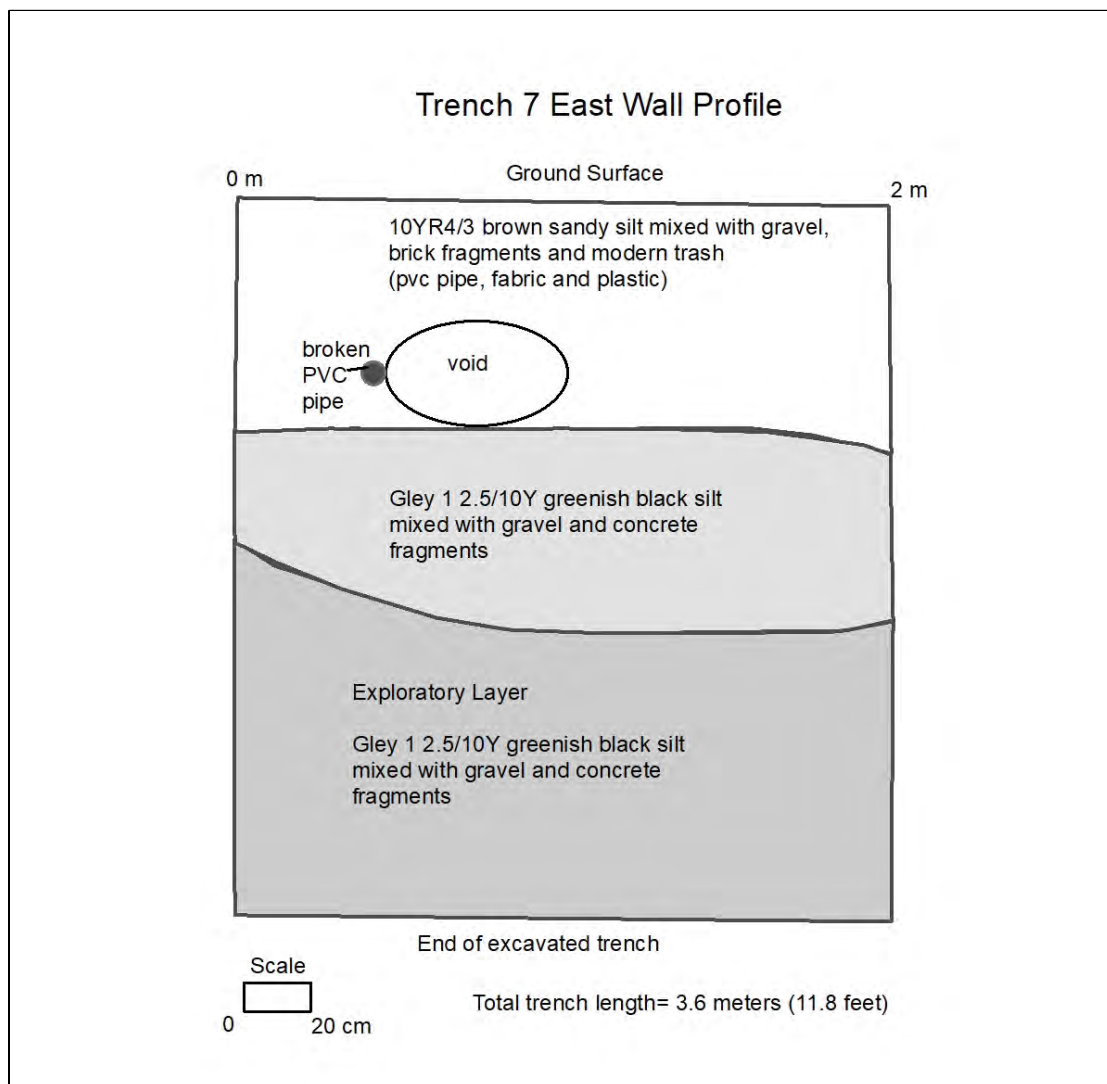 Trench 7 East Wall Profile
0 m
Ground Surface
2 m
10YR4/3 brown sandy silt mixed with gravel,
brick fragments and modern trash
(pvc pipe, fabric and plastic)
broken
PVC
pipe
void
Gley 1 2.5/10Y greenish black silt
mixed with gravel and concrete
fragments
Exploratory Layer
Gley 1 2.5/10Y greenish black silt
mixed with gravel and concrete
fragments
End of excavated trench
Scale
0
20 cm
Total trench length= 3.6 meters (11.8 feet)